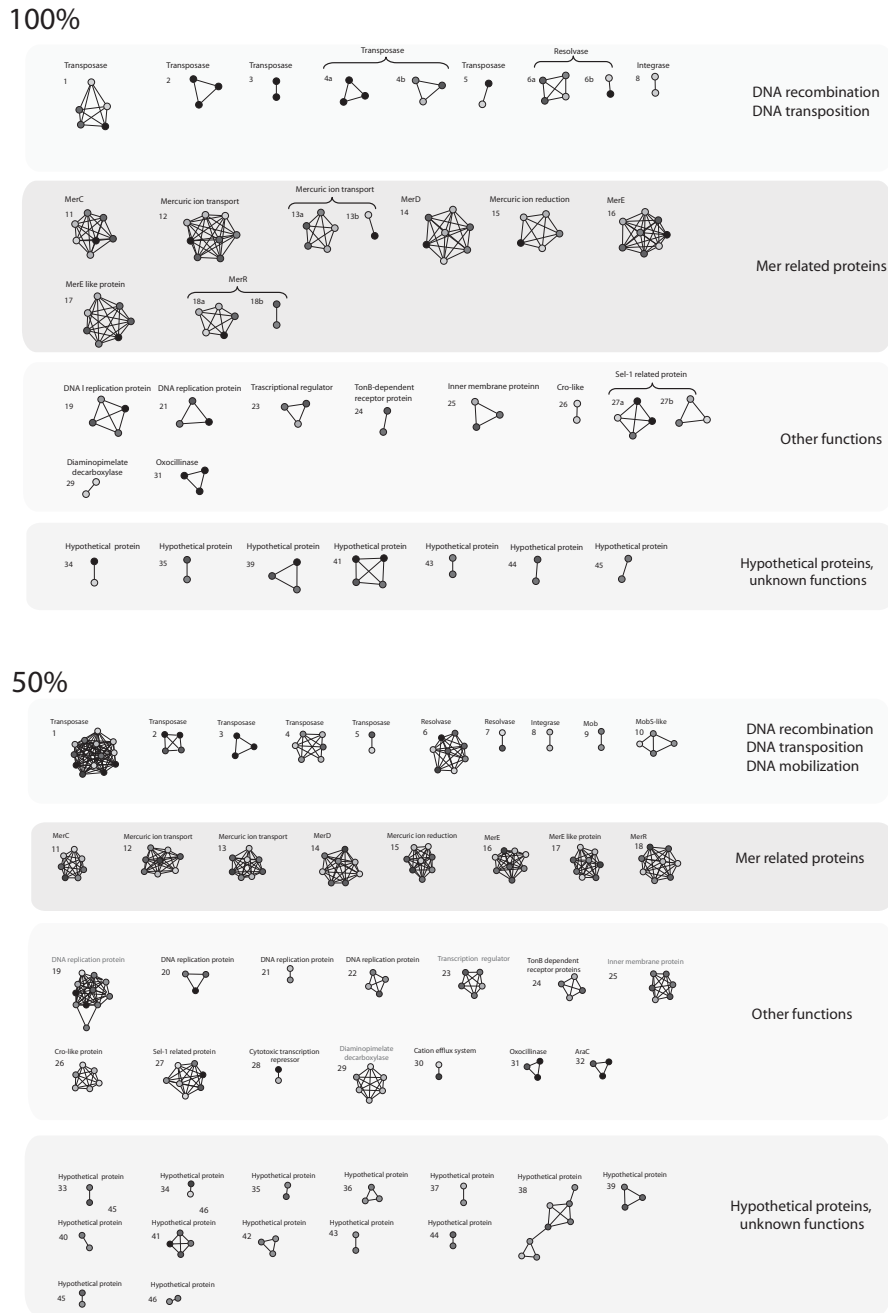 100%
Transposase
1
Transposase
2
Transposase
3
Transposase
4a
4b
Transposase
5
Resolvase
6a
6b
Integrase
8
DNA recombination
DNA transposition
MerC
11
Mercuric ion transport
12
Mercuric ion transport
13a
13b
MerD
14
Mercuric ion reduction
15
MerE
16
Mer related proteins
MerE like protein
17
MerR
18a
18b
DNA I replication protein
19
DNA replication protein
21
Trascriptional regulator
23
TonB-dependent
receptor protein
24
Inner membrane proteinn
25
Cro-like
26
Sel-1 related protein
27a
27b
Other functions
Diaminopimelate
decarboxylase
29
Oxocillinase
31
Hypothetical protein
34
Hypothetical protein
35
Hypothetical protein
39
Hypothetical protein
41
Hypothetical protein
43
Hypothetical protein
44
Hypothetical protein
45
Hypothetical proteins,
unknown functions
50%
Transposase
1
Transposase
2
Transposase
3
Transposase
4
Transposase
5
Resolvase
6
Resolvase
7
Integrase
8
Mob
9
MobS-like
10
DNA recombination
DNA transposition
DNA mobilization
MerC
11
Mercuric ion transport
12
Mercuric ion transport
13
MerD
14
Mercuric ion reduction
15
MerE
16
MerE like protein
17
MerR
18
Mer related proteins
DNA replication protein
19
DNA replication protein
20
DNA replication protein
21
DNA replication protein
22
Transcription regulator
23
TonB dependent
receptor proteins
24
Inner membrane protein
25
Other functions
Cro-like protein
26
Sel-1 related protein
27
Cytotoxic transcription
repressor
28
Diaminopimelate
decarboxylase
29
Cation efflux system
30
Oxocillinase
31
AraC
32
Hypothetical protein
33
45
Hypothetical protein
34
46
Hypothetical protein
35
Hypothetical protein
36
Hypothetical protein
37
Hypothetical protein
38
Hypothetical protein
39
Hypothetical proteins,
unknown functions
Hypothetical protein
40
Hypothetical protein
41
Hypothetical protein
42
Hypothetical protein
43
Hypothetical protein
44
Hypothetical protein
45
Hypothetical protein
46